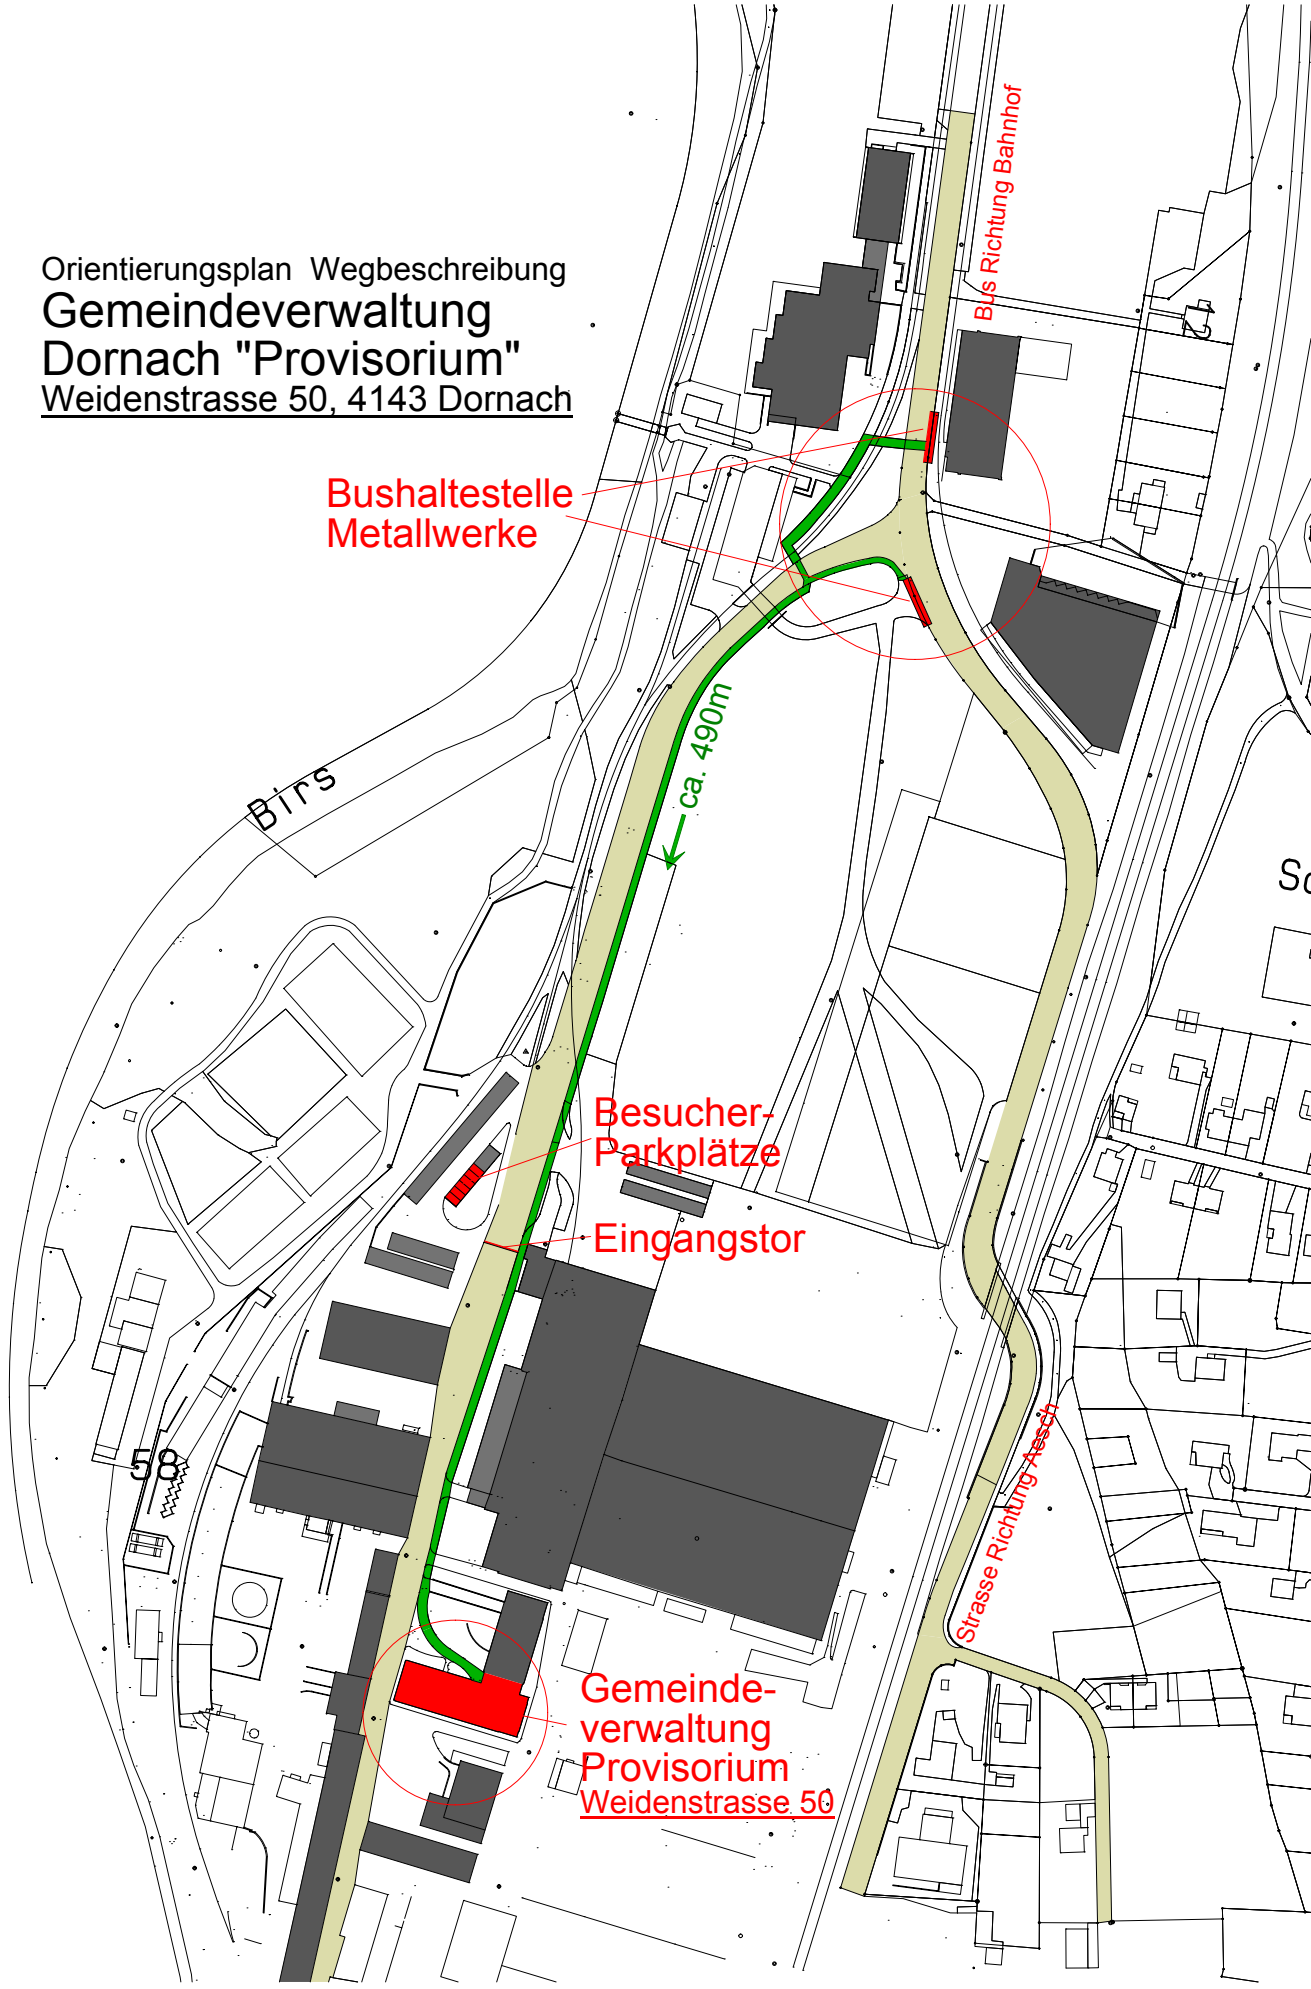 Orientierungsplan Wegbeschreibung
Gemeindeverwaltung
Dornach "Provisorium"
Weidenstrasse 50, 4143 Dornach
Bus Richtung Bahnhof
Bushaltestelle
Metallwerke
ca. 490m
Birs
Sc
Besucher-
Parkplätze
Eingangstor
58
Strasse Richtung Aesch
Gemeinde-
verwaltung
Provisorium
Weidenstrasse 50